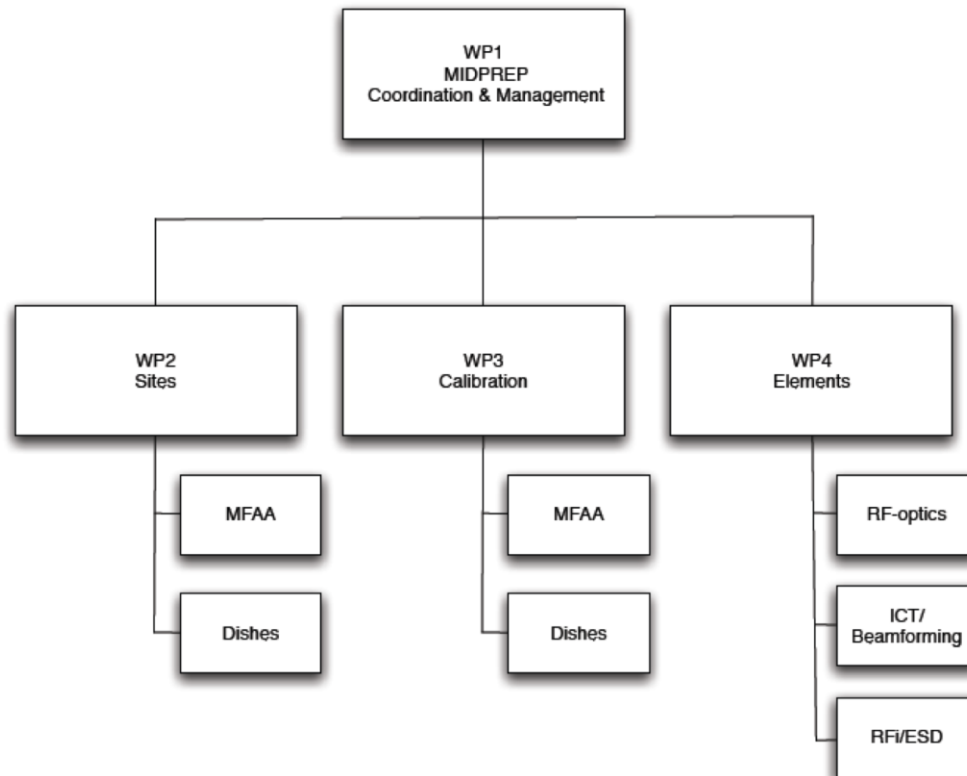 WP1
MIDPREP
Coordination & Management
WP2
Sites
WP3
Calibration
WP4
Elements
MFAA
Dishes
MFAA
Dishes
RF-optics
ICT/
Beamforming
RFi/ESD